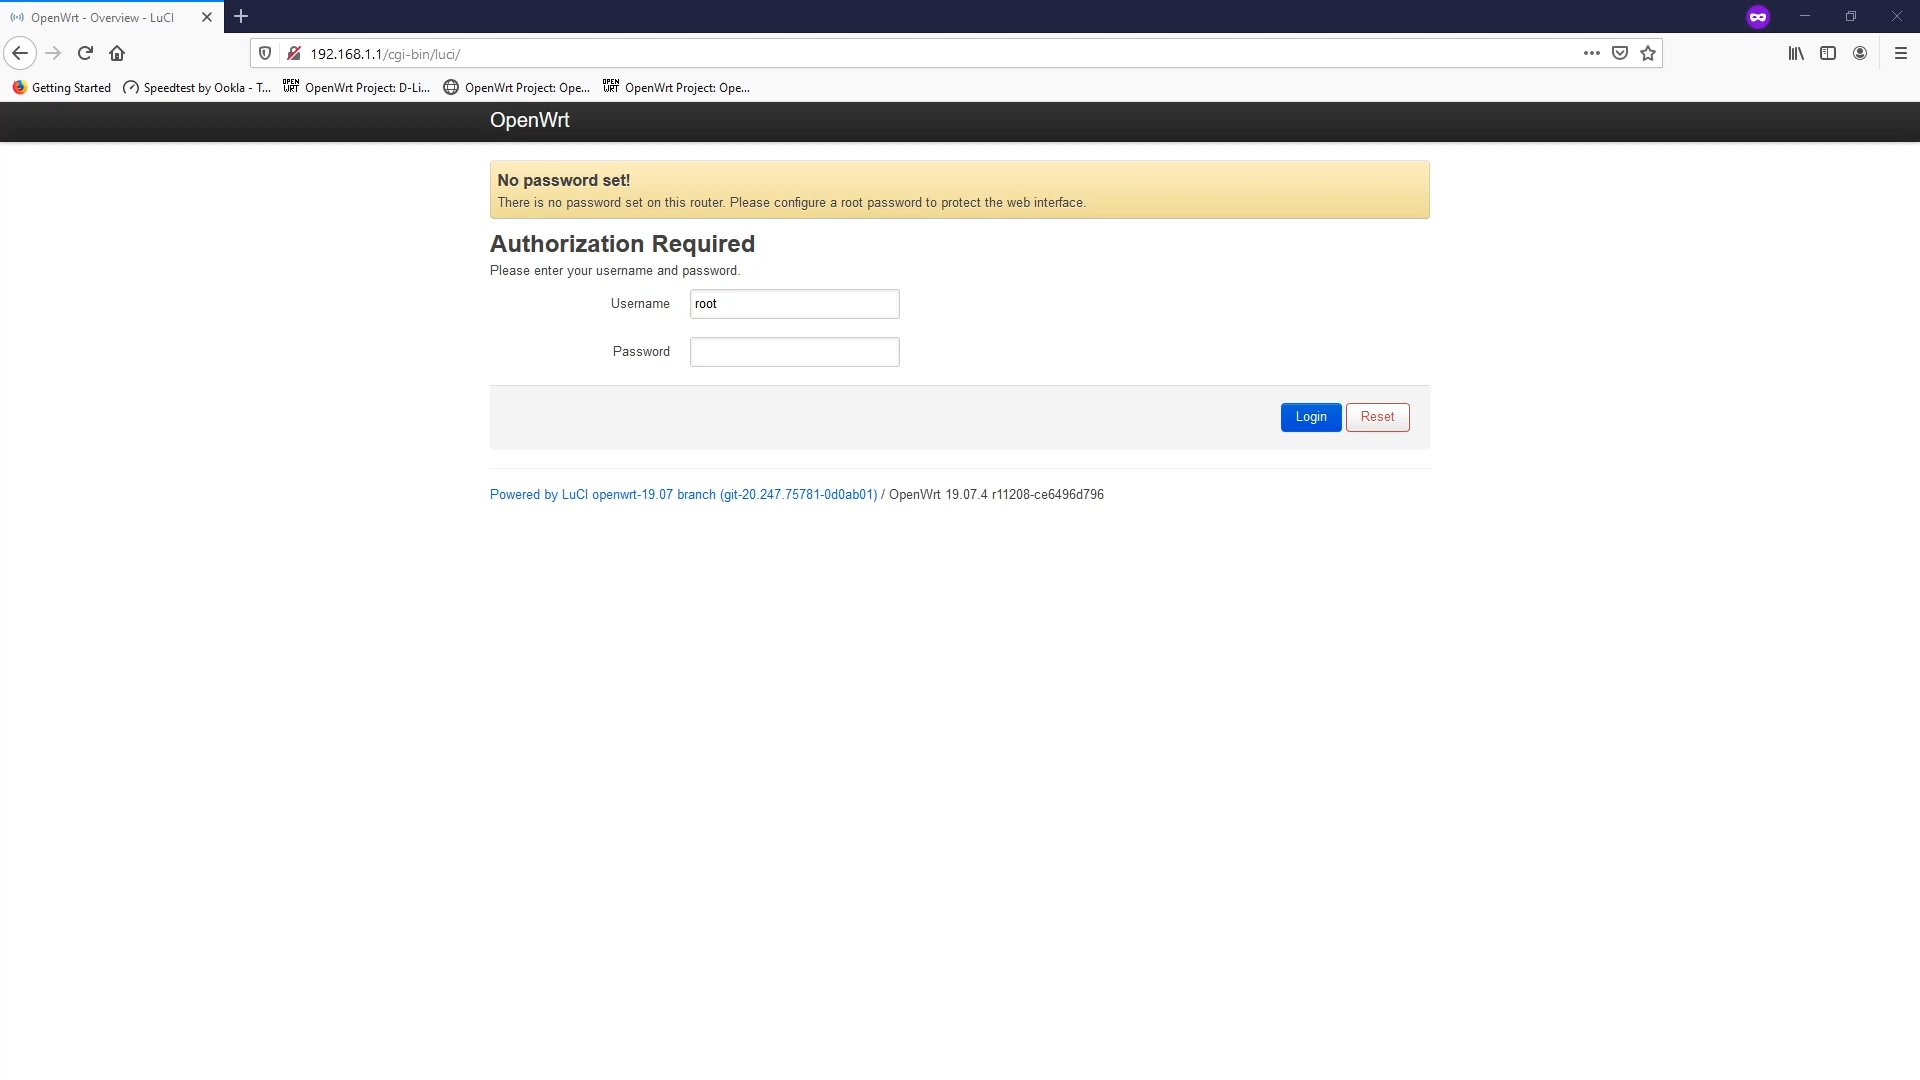 OpenWrt - Overview - LuCI
192.168.1.1/cgi-bin/luci/
Getting Started
Speedtest by Ookla - T...
OPEN WRT
OpenWrt Project: D-Li...
OpenWrt Project: Ope...
OPEN WRT
OpenWrt Project: Ope...
OpenWrt
No password set!
There is no password set on this router. Please configure a root password to protect the web interface.
Authorization Required
Please enter your username and password.
Username root
Password
Login Reset
Powered by LuCI openwrt-19.07 branch (git-20.247.75781-0d0ab01) / OpenWrt 19.07.4 r11208-ce6496d796